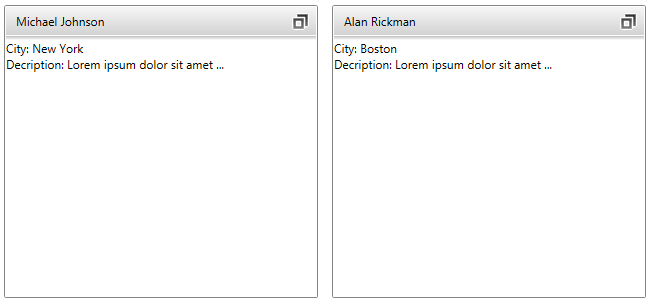 Michael Johnson
City: New York
Decription: Lorem ipsum dolor sit amet ...
Alan Rickman
City: Boston
Decription: Lorem ipsum dolor sit amet ...